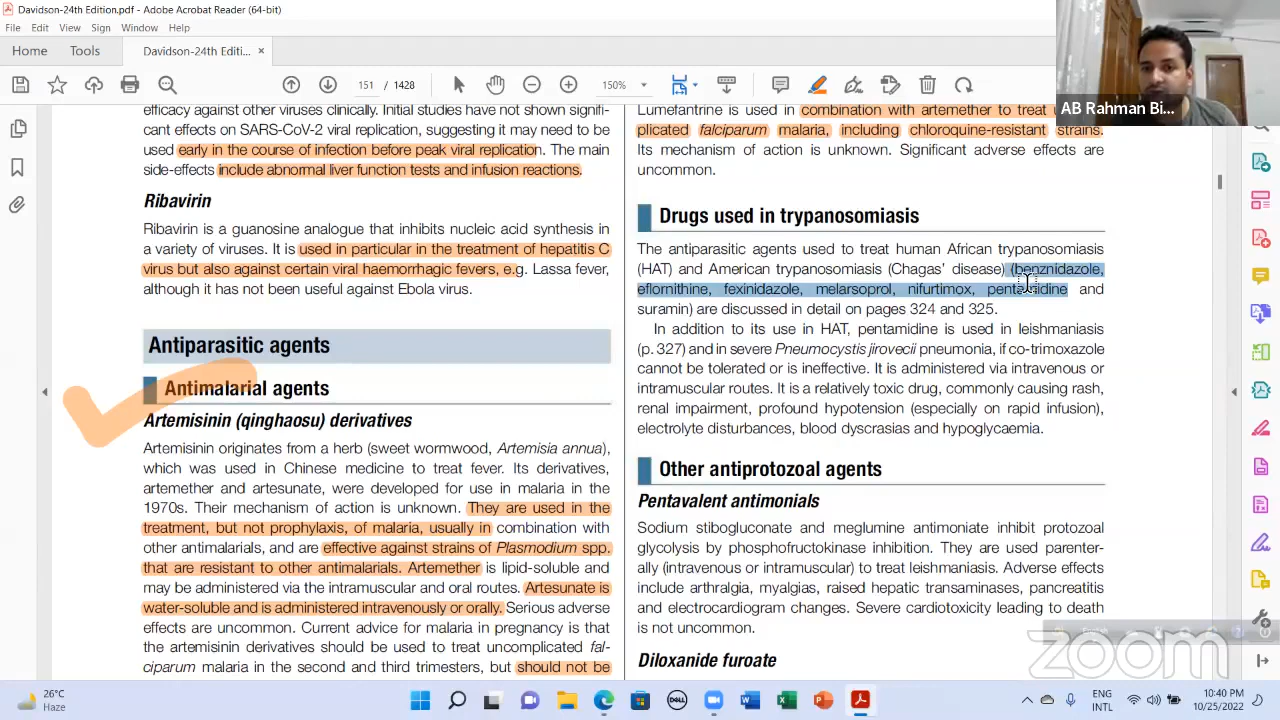 Davidson-24th Edition.pdf - Adobe Acrobat Reader (64-bit)
File Edit View Sign Window Help
Home Tools Davidson-24th Editi... ×
151 / 1428 150%
AB Rahman Bi...
efficacy against other viruses clinically. Initial studies have not shown signifi-
cant effects on SARS-CoV-2 viral replication, suggesting it may need to be
used early in the course of infection before peak viral replication. The main
side-effects include abnormal liver function tests and infusion reactions.
Ribavirin
Ribavirin is a guanosine analogue that inhibits nucleic acid synthesis in
a variety of viruses. It is used in particular in the treatment of hepatitis C
virus but also against certain viral haemorrhagic fevers, e.g. Lassa fever,
although it has not been useful against Ebola virus.
Antiparasitic agents
Antimalarial agents
Artemisinin (qinghaosu) derivatives
Artemisinin originates from a herb (sweet wormwood, Artemisia annua),
which was used in Chinese medicine to treat fever. Its derivatives,
artemether and artesunate, were developed for use in malaria in the
1970s. Their mechanism of action is unknown. They are used in the
treatment, but not prophylaxis, of malaria, usually in combination with
other antimalarials, and are effective against strains of Plasmodium spp.
that are resistant to other antimalarials. Artemether is lipid-soluble and
may be administered via the intramuscular and oral routes. Artesunate is
water-soluble and is administered intravenously or orally. Serious adverse
effects are uncommon. Current advice for malaria in pregnancy is that
the artemisinin derivatives should be used to treat uncomplicated fal-
ciparum malaria in the second and third trimesters, but should not be
Lumefantrine is used in combination with artemether to treat
plicated falciparum malaria, including chloroquine-resistant strains.
Its mechanism of action is unknown. Significant adverse effects are
uncommon.
Drugs used in trypanosomiasis
The antiparasitic agents used to treat human African trypanosomiasis
(HAT) and American trypanosomiasis (Chagas' disease) (benznidazole,
eflornithine, fexinidazole, melarsoprol, nifurtimox, pentamidine and
suramin) are discussed in detail on pages 324 and 325.
In addition to its use in HAT, pentamidine is used in leishmaniasis
(p. 327) and in severe Pneumocystis jirovecii pneumonia, if co-trimoxazole
cannot be tolerated or is ineffective. It is administered via intravenous or
intramuscular routes. It is a relatively toxic drug, commonly causing rash,
renal impairment, profound hypotension (especially on rapid infusion),
electrolyte disturbances, blood dyscrasias and hypoglycaemia.
Other antiprotozoal agents
Pentavalent antimonials
Sodium stibogluconate and meglumine antimoniate inhibit protozoal
glycolysis by phosphofructokinase inhibition. They are used parenter-
ally (intravenous or intramuscular) to treat leishmaniasis. Adverse effects
include arthralgia, myalgias, raised hepatic transaminases, pancreatitis
and electrocardiogram changes. Severe cardiotoxicity leading to death
is not uncommon.
Diloxanide furoate
zoom
26°C
Haze
DELL
ENG
INTL
10:40 PM
10/25/2022